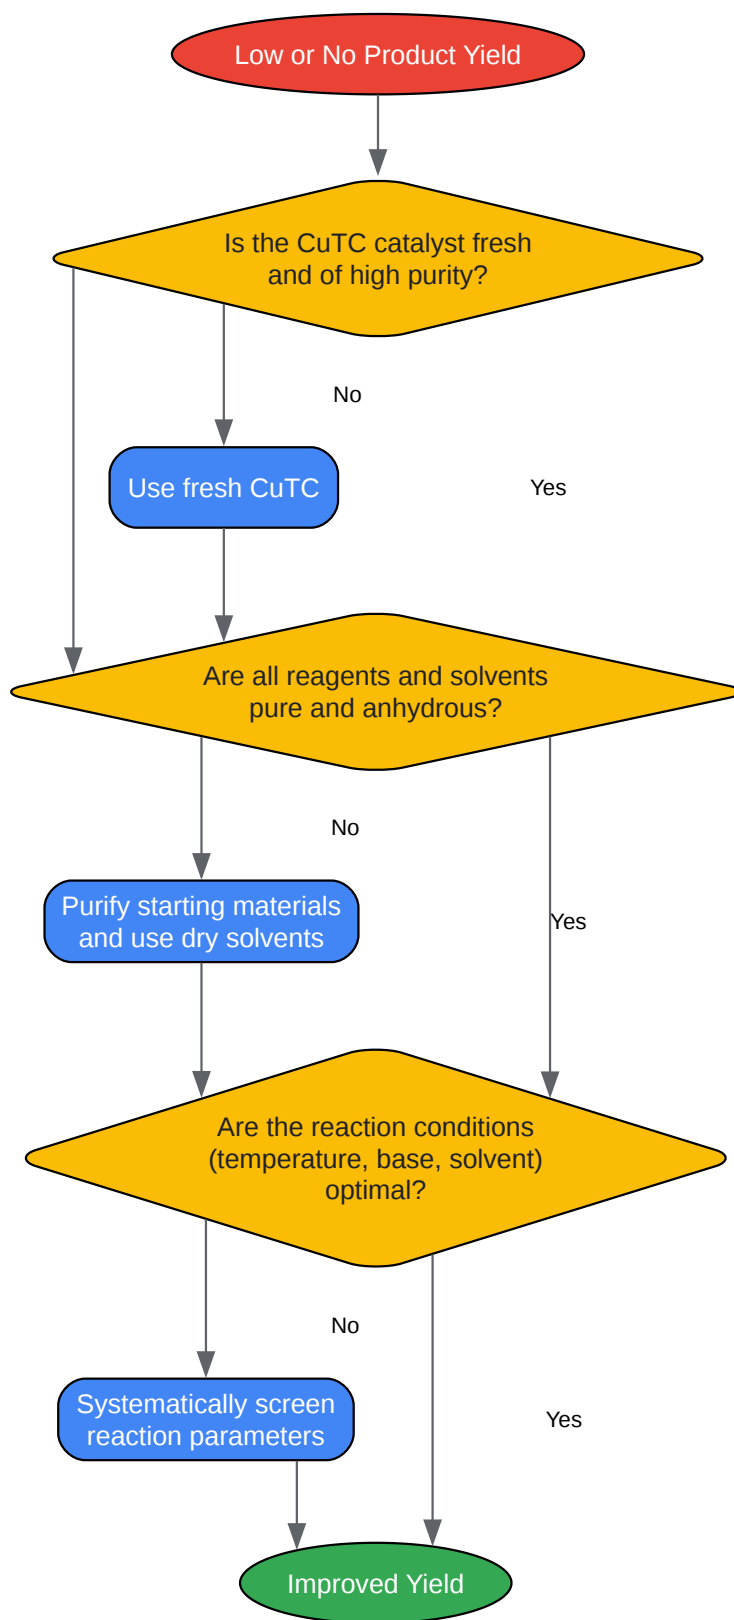 Low or No Product Yield
Is the CuTC catalyst fresh
and of high purity?
No
Use fresh CuTC
Yes
Are all reagents and solvents
pure and anhydrous?
No
Purify starting materials
and use dry solvents
Yes
Are the reaction conditions
(temperature, base, solvent)
optimal?
No
Systematically screen
reaction parameters
Yes
Improved Yield